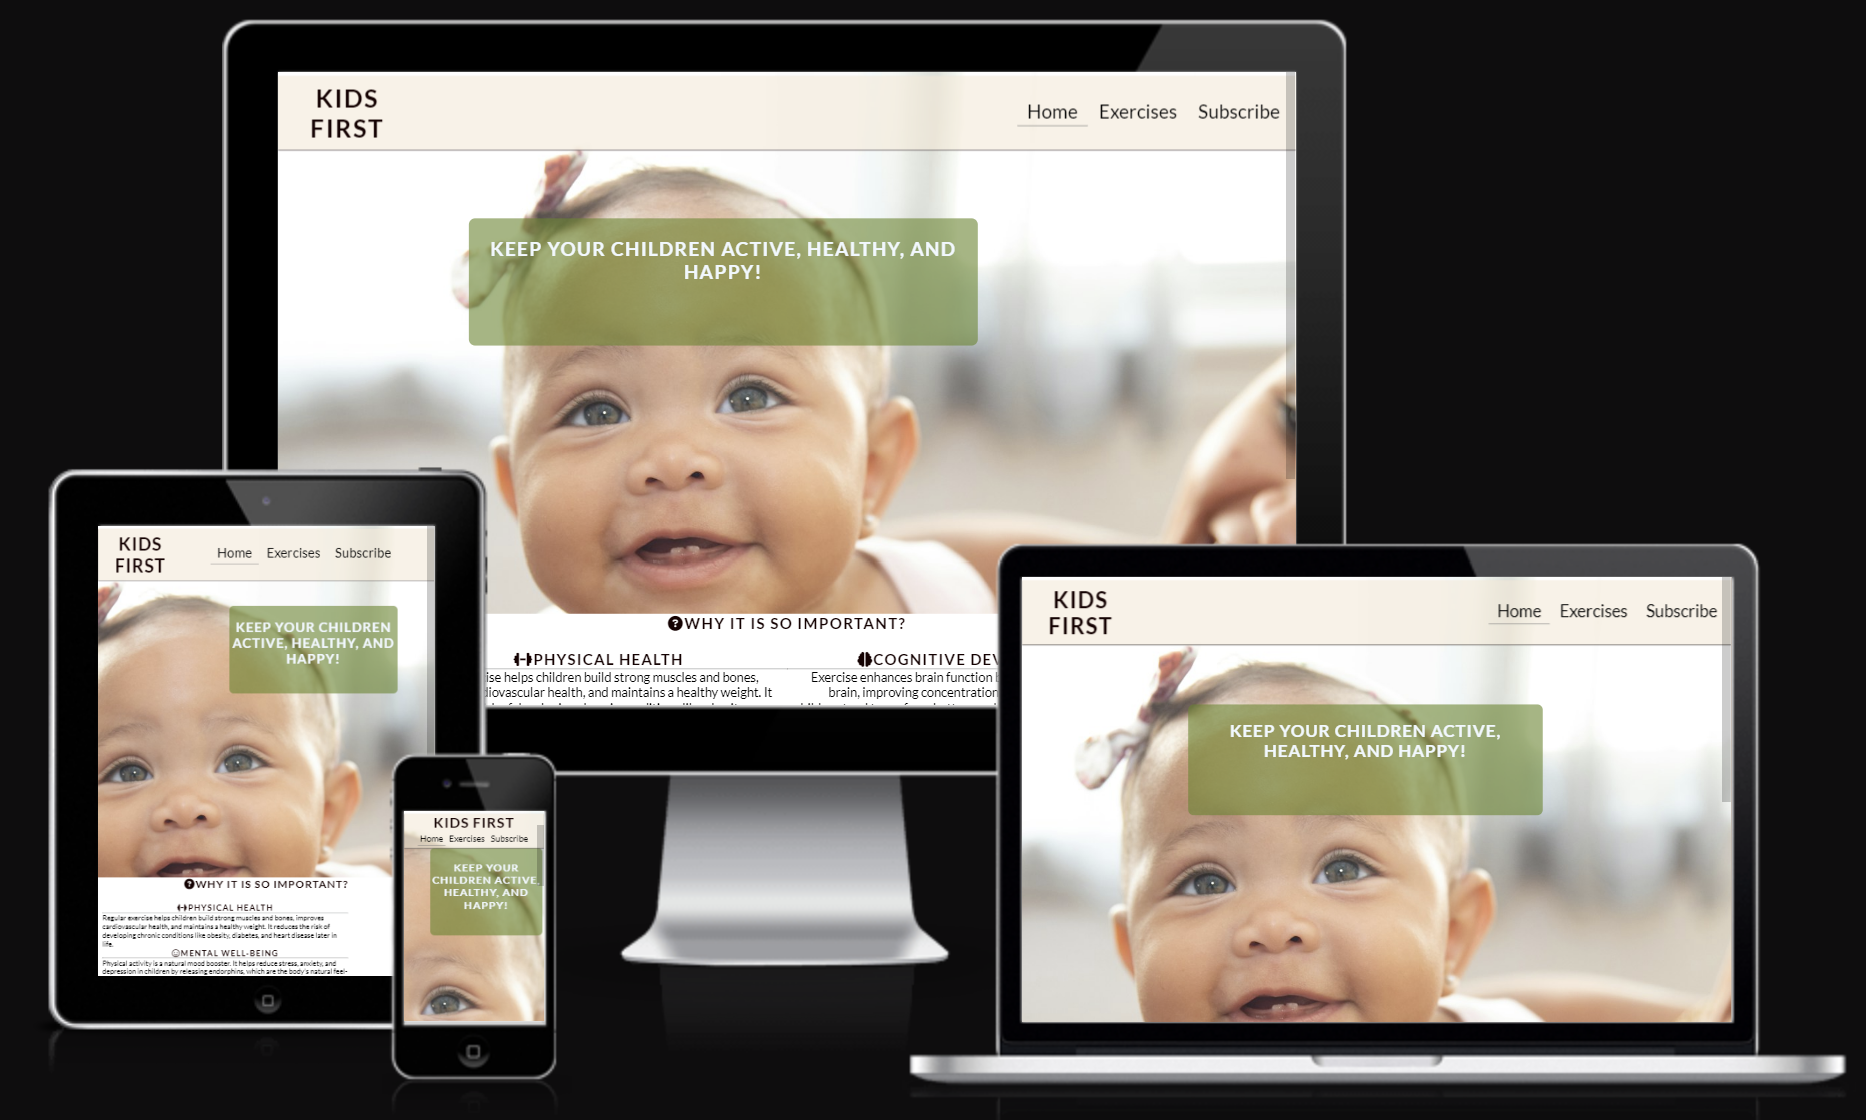 KIDS
FIRST
Home Exercises Subscribe
KEEP YOUR CHILDREN ACTIVE, HEALTHY, AND
HAPPY!
WHY IT IS SO IMPORTANT?
PHYSICAL HEALTH
COGNITIVE DEV
ise helps children build strong muscles and bones,
diovascular health, and maintains a healthy weight. It
Exercise enhances brain function
brain, improving concentration
KIDS
FIRST
Home Exercises Subscribe
KEEP YOUR CHILDREN
ACTIVE, HEALTHY, AND
HAPPY!
WHY IT IS SO IMPORTANT?
PHYSICAL HEALTH
Regular exercise helps children build strong muscles and bones, improves
cardiovascular health, and maintains a healthy weight. It reduces the risk of
developing chronic conditions like obesity, diabetes, and heart disease later in
life.
MENTAL WELL-BEING
Physical activity is a natural mood booster. It helps reduce stress, anxiety, and
depression in children by releasing endorphins, which are the body's natural feel-
KIDS FIRST
Home Exercises Subscribe
KEEP YOUR
CHILDREN ACTIVE,
HEALTHY, AND
HAPPY!
KIDS
FIRST
Home Exercises Subscribe
KEEP YOUR CHILDREN ACTIVE,
HEALTHY, AND HAPPY!